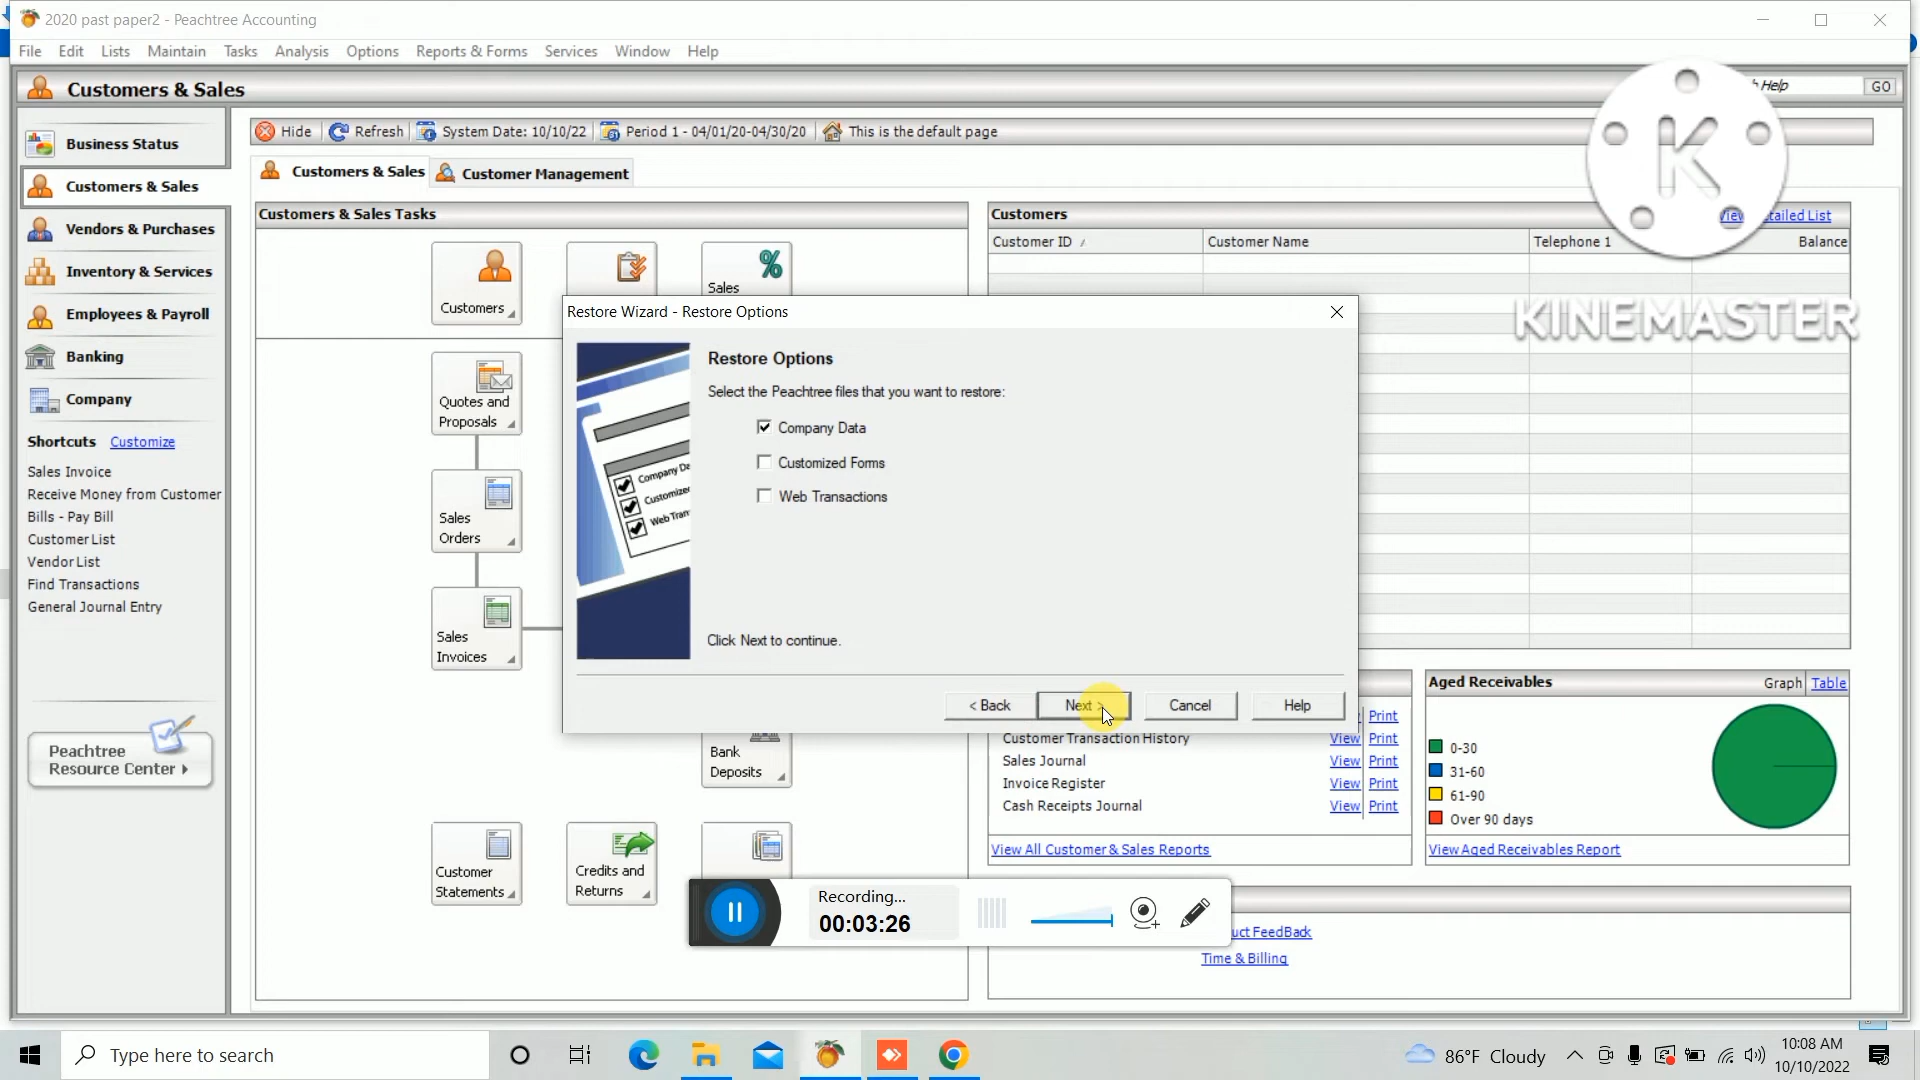 2020 past paper2 - Peachtree Accounting
File Edit Lists Maintain Tasks Analysis Options Reports & Forms Services Window Help
Customers & Sales
Help GO
Business Status
Customers & Sales
Vendors & Purchases
Inventory & Services
Employees & Payroll
Banking
Company
Shortcuts Customize
Sales Invoice
Receive Money from Customer
Bills - Pay Bill
Customer List
Vendor List
Find Transactions
General Journal Entry
Peachtree
Resource Center
Hide Refresh System Date: 10/10/22 Period 1 - 04/01/20-04/30/20 This is the default page
Customers & Sales Customer Management
Customers & Sales Tasks
Customers
Sales
Quotes and
Proposals
Sales
Orders
Sales
Invoices
Bank
Deposits
Customer
Statements
Credits and
Returns
Customers
Customer ID Customer Name Telephone 1 Balance
K
KINEMASTER
Restore Wizard - Restore Options
Restore Options
Select the Peachtree files that you want to restore:
Company Data
Customized Forms
Web Transactions
Click Next to continue.
< Back Next > Cancel Help
Print
Customer Transaction History View Print
Sales Journal View Print
Invoice Register View Print
Cash Receipts Journal View Print
View All Customer & Sales Reports
Aged Receivables Graph Table
0-30
31-60
61-90
Over 90 days
View Aged Receivables Report
FeedBack
Time & Billing
Recording...
00:03:26
Type here to search
86°F Cloudy
10:08 AM
10/10/2022